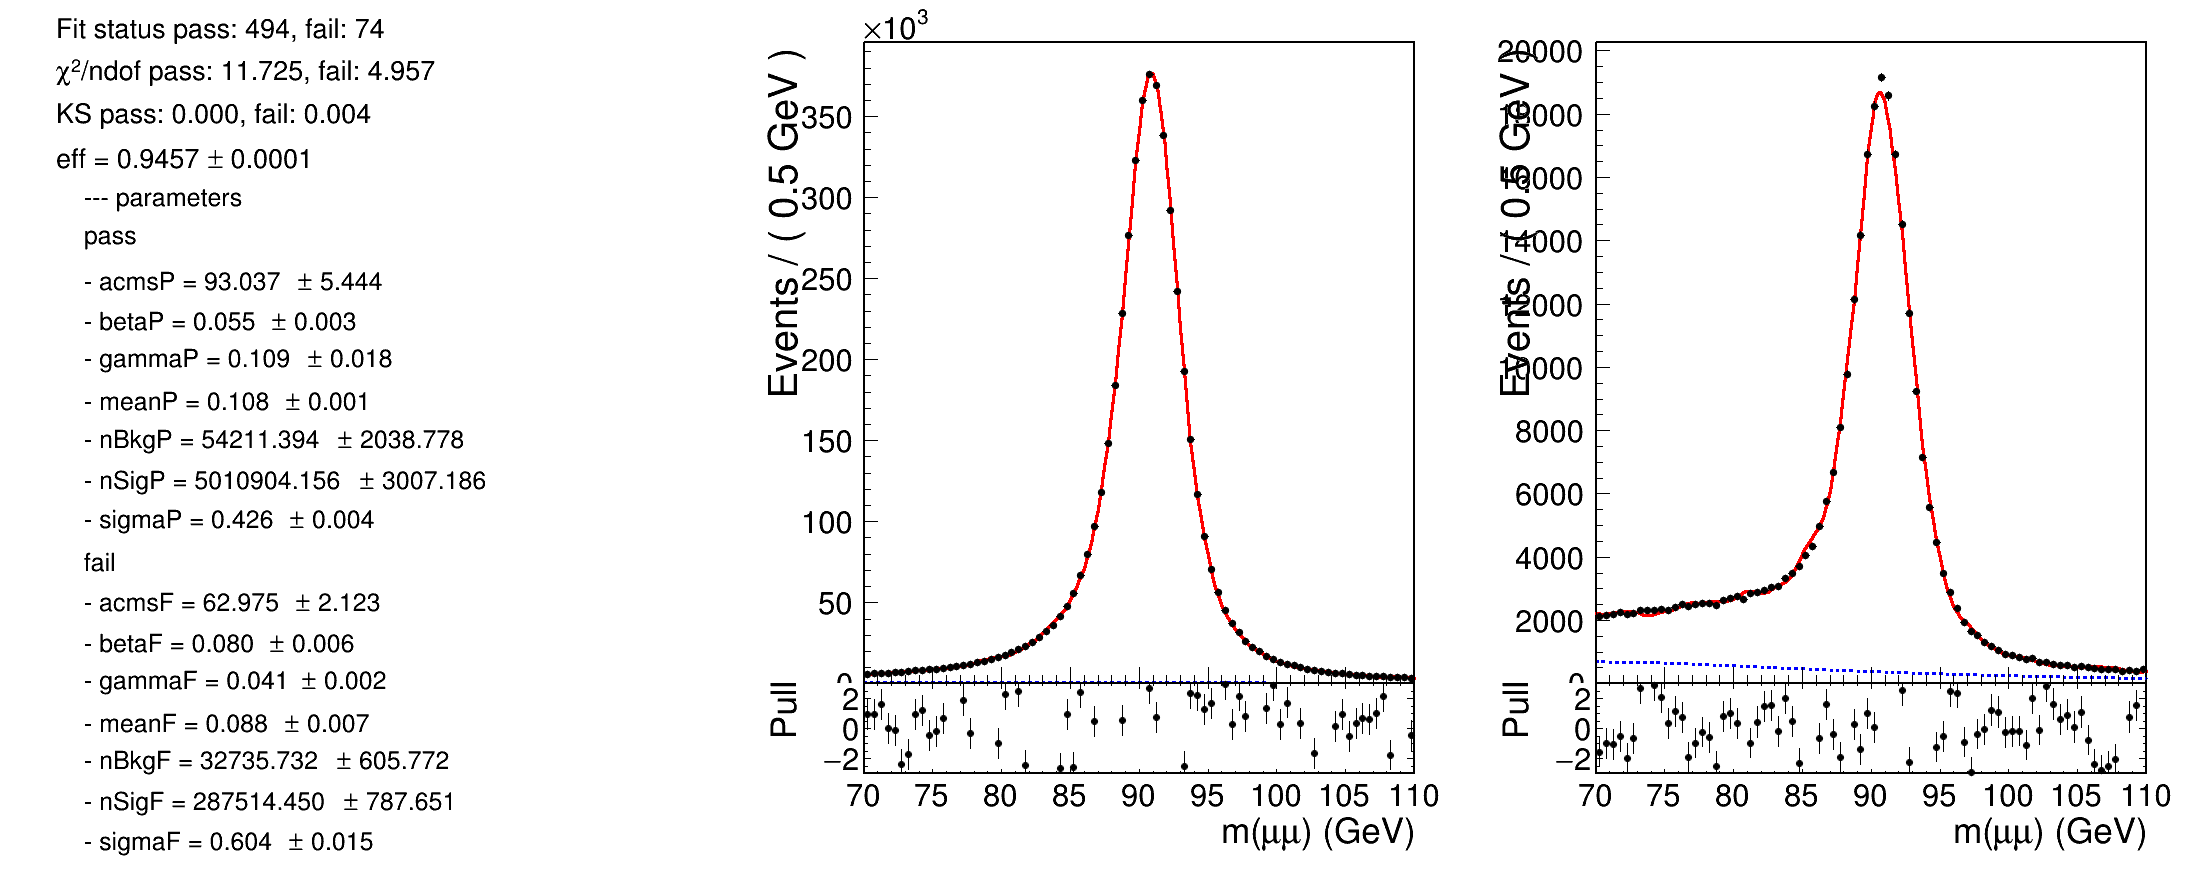 Fit status pass: 494, fail: 74
χ²/ndof pass: 11.725, fail: 4.957
KS pass: 0.000, fail: 0.004
eff = 0.9457 ± 0.0001
--- parameters
pass
- acmsP = 93.037 ± 5.444
- betaP = 0.055 ± 0.003
- gammaP = 0.109 ± 0.018
- meanP = 0.108 ± 0.001
- nBkgP = 54211.394 ± 2038.778
- nSigP = 5010904.156 ± 3007.186
- sigmaP = 0.426 ± 0.004
fail
- acmsF = 62.975 ± 2.123
- betaF = 0.080 ± 0.006
- gammaF = 0.041 ± 0.002
- meanF = 0.088 ± 0.007
- nBkgF = 32735.732 ± 605.772
- nSigF = 287514.450 ± 787.651
- sigmaF = 0.604 ± 0.015
×10³
Events / ( 0.5 GeV )
350
300
250
200
150
100
50
0
Pull
2
0
−2
70 75 80 85 90 95 100 105 110
m(μμ) (GeV)
Events / ( 0.5 GeV )
20000
18000
16000
14000
12000
10000
8000
6000
4000
2000
0
Pull
2
0
−2
70 75 80 85 90 95 100 105 110
m(μμ) (GeV)